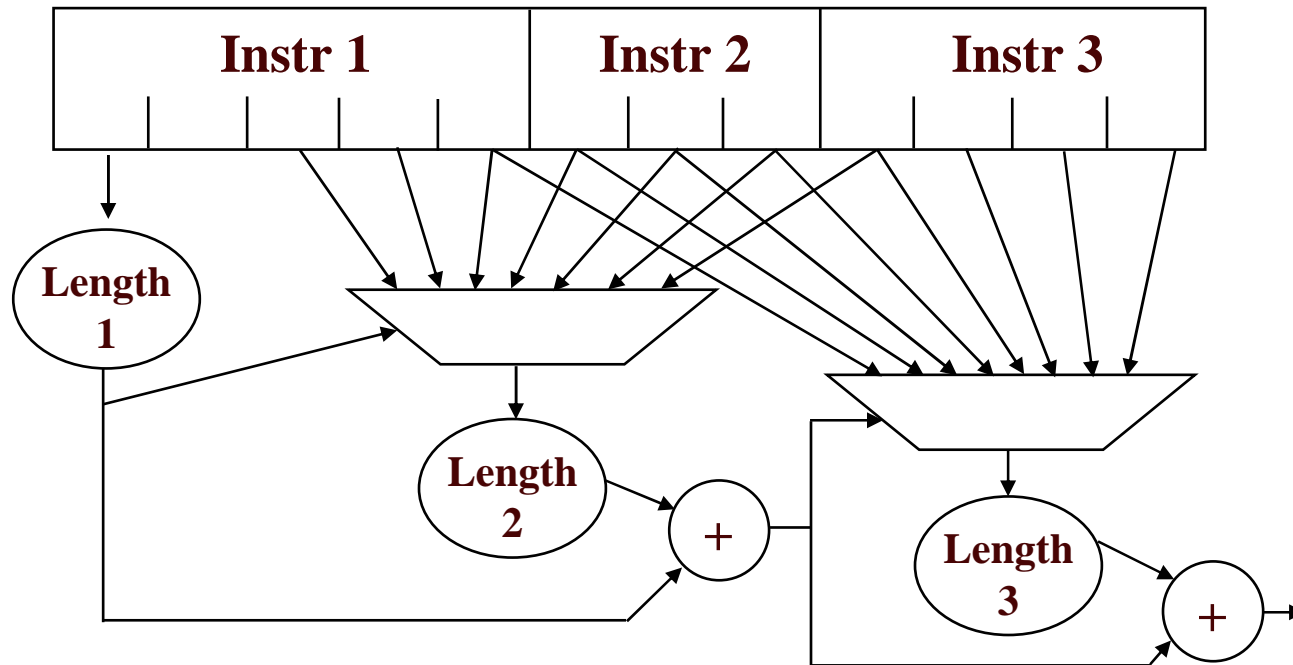 Instr 1
Instr 2
Instr 3
Length
1
Length
2
+
Length
3
+